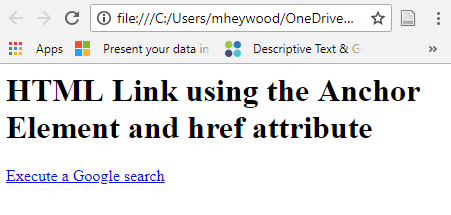 file:///C:/Users/mheywood/OneDrive...
Apps Present your data in Descriptive Text &
HTML Link using the Anchor
Element and href attribute
Execute a Google search